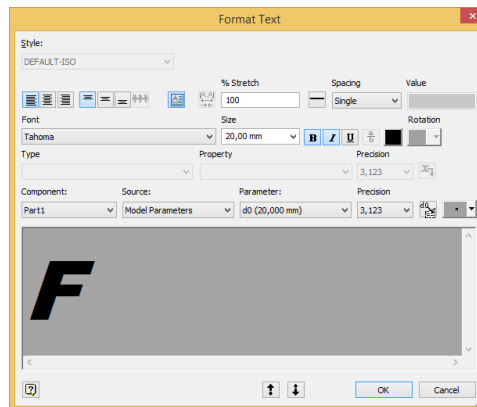 Format Text
Style:
DEFAULT-ISO
% Stretch Spacing Value
100 Single
Font Size Rotation
Tahoma 20,00 mm B I U a/b
Type Property Precision
3,123
Component: Source: Parameter: Precision
Part1 Model Parameters d0 (20,000 mm) 3,123
F
OK Cancel